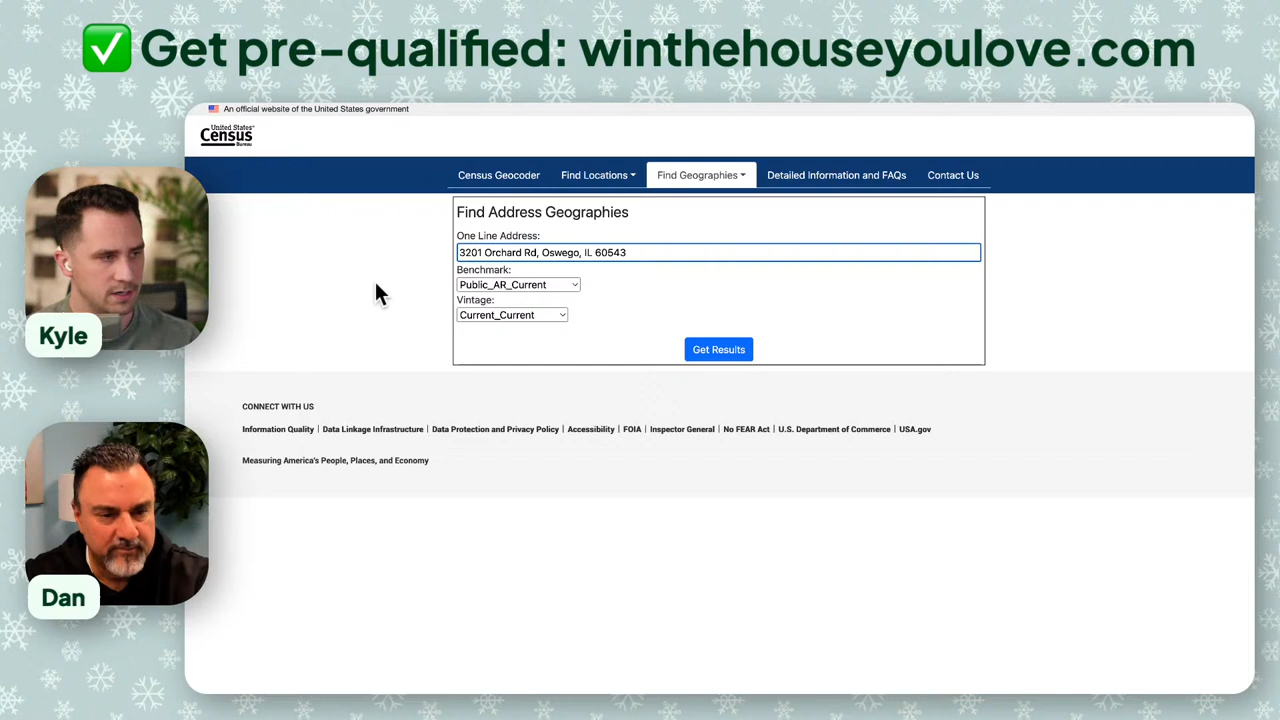 ✅ Get pre-qualified: winthehouseyoulove.com
An official website of the United States government
United States®
Census
Bureau
Census Geocoder
Find Locations
Find Geographies
Detailed Information and FAQs
Contact Us
Find Address Geographies
One Line Address:
3201 Orchard Rd, Oswego, IL 60543
Benchmark:
Public_AR_Current
Vintage:
Current_Current
Get Results
Kyle
CONNECT WITH US
Information Quality | Data Linkage Infrastructure | Data Protection and Privacy Policy | Accessibility | FOIA | Inspector General | No FEAR Act | U.S. Department of Commerce | USA.gov
Measuring America's People, Places, and Economy
Dan